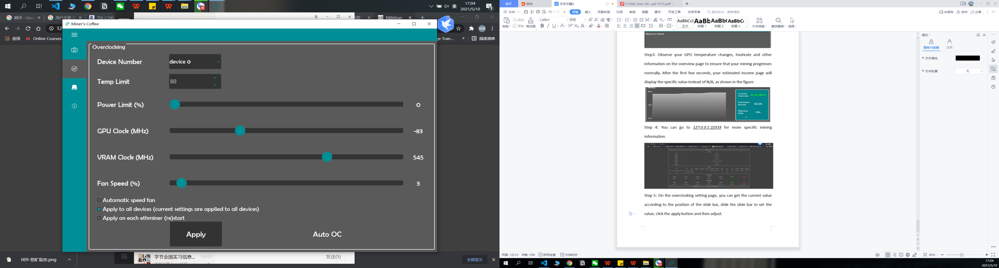 17:04
英
2021/5/10
3
翻译 - Goo
用户手册
TM-C340
NBMiner
Miner's Coffee
应用
Online Courses
ge Tran...
»
阅读清单
Overclocking
Device Number
device 0
Temp Limit
80
Power Limit (%)
0
GPU Clock (MHz)
-83
VRAM Clock (MHz)
545
Fan Speed (%)
3
Automatic speed fan
Apply to all devices (current settings are applied to all devices)
Apply on each ethminer (re)start
Apply
Auto OC
009-挖矿监控.png
字节全国实习信息...
16:55
发送(S)
全部显示
首页
稻壳
文字文稿2
S15AB_User+M...ual-1015.pdf
文件
开始
插入
页面布局
引用
审阅
视图
章节
开发工具
会员专享
查找命令、搜索模板
未保存
协作
分享
粘贴
剪切
复制
格式刷
Calibri
四号
AaBbCcI
正文
AaBb
标题 1
AaBb(
标题 2
AaBbC
标题 3
文字排版
查找替换
选择
Mining Core Started
Step3: Observe your GPU temperature changes, Hashrate and other
information on the overview page to ensure that your mining progresses
normally. After the first few seconds, your estimated income page will
display the specific value instead of N/A, as shown in the figure.
Mining
Current
Hashrate
16.99 Mh/h
Estimated
Income
$2.05
Effective
Rate
0%
Step 4: You can go to 127.0.0.1:22333 for more specific mining
information.
Step 5: On the overclocking setting page, you can get the current value
according to the position of the slide bar, slide the slide bar to set the
value, click the apply button and then adjust.
属性
填充与轮廓
效果
文本填充
文本轮廓
无
页面: 12/12
字数: 594
拼写检查
文档校对
88%
17:04
2021/5/10